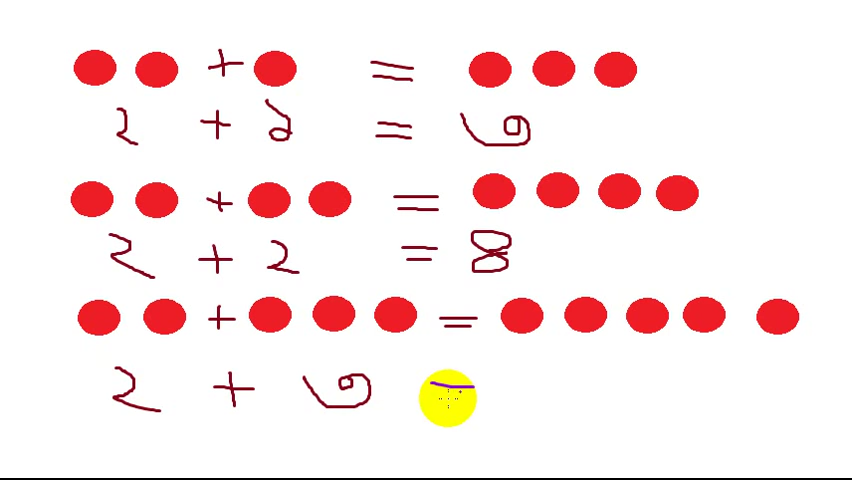 + =
২ + ১ = ৩
+ =
২ + ২ = ৪
+ =
২ + ৩